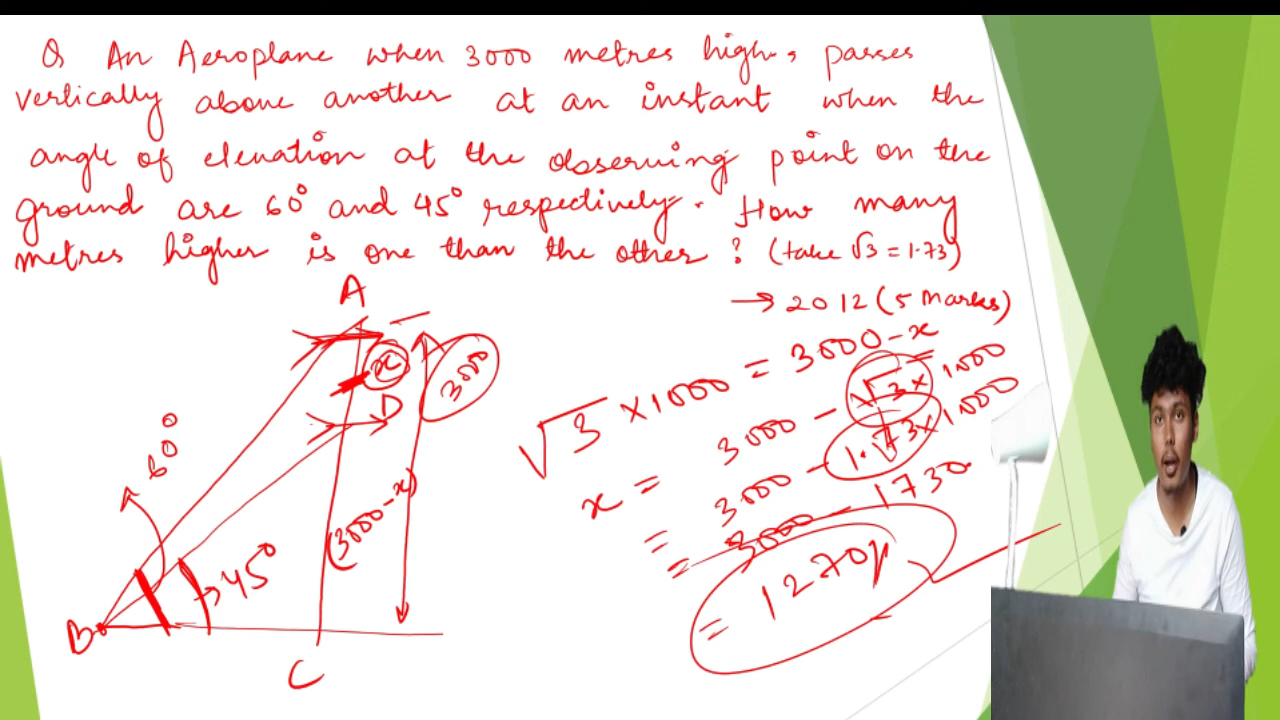 Q An Aeroplane when 3000 metres high, passes
vertically above another at an instant when the
angle of elevation at the observing point on the
ground are 60° and 45° respectively. How many
metres higher is one than the other? (take √3 = 1.73)
→ 2012 (5 Marks)
A
x
3000
D
60°
(3000-x)
45°
B
C
√3 × 1000 = 3000 - x
x = 3000 - √3 × 1000
= 3000 - 1.73 × 1000
= 3000 - 1730
= 1270